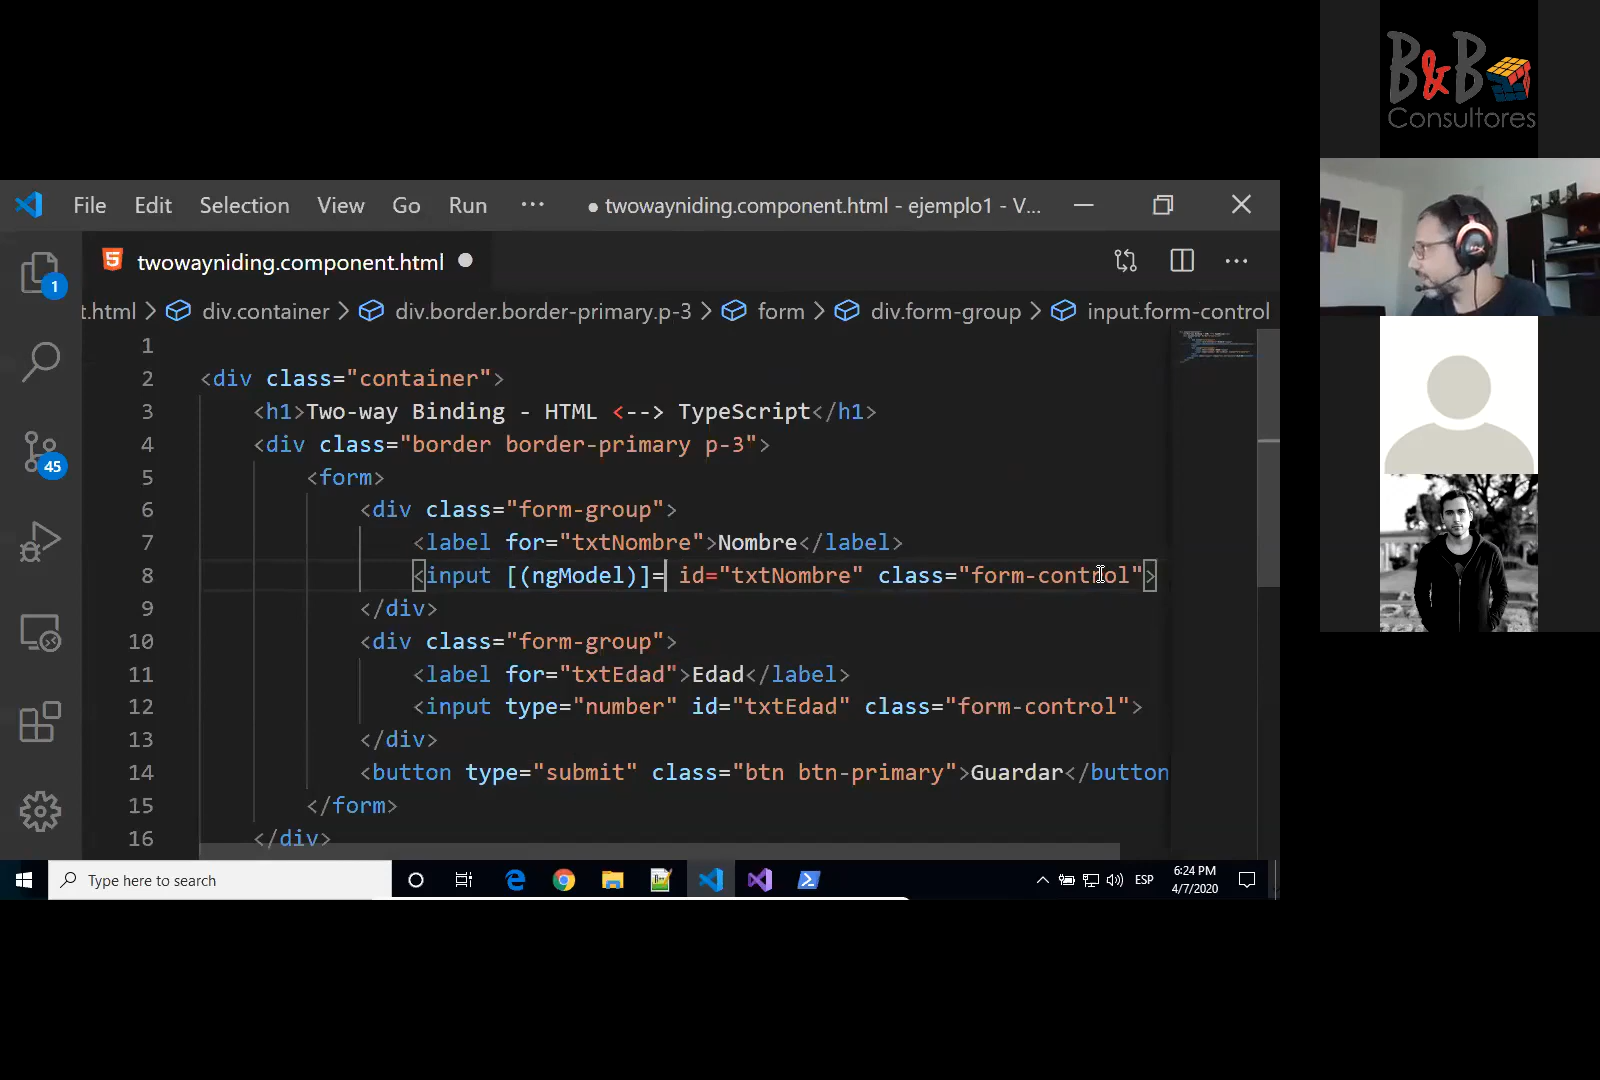 B&B
Consultores
File Edit Selection View Go Run ··· ● twowayniding.component.html - ejemplo1 - V...
twowayniding.component.html ●
1
t.html > div.container > div.border.border-primary.p-3 > form > div.form-group > input.form-control
1
2 <div class="container">
3 <h1>Two-way Binding - HTML <--> TypeScript</h1>
4 <div class="border border-primary p-3">
45
5 <form>
6 <div class="form-group">
7 <label for="txtNombre">Nombre</label>
8 <input [(ngModel)]= id="txtNombre" class="form-control">
9 </div>
10 <div class="form-group">
11 <label for="txtEdad">Edad</label>
12 <input type="number" id="txtEdad" class="form-control">
13 </div>
14 <button type="submit" class="btn btn-primary">Guardar</button
15 </form>
16 </div>
Type here to search
ESP
6:24 PM
4/7/2020